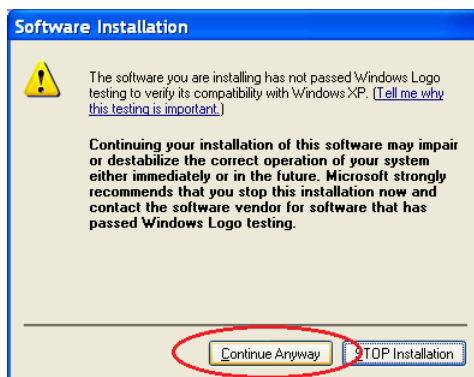 Software Installation
The software you are installing has not passed Windows Logo
testing to verify its compatibility with Windows XP. (Tell me why
this testing is important.)
Continuing your installation of this software may impair
or destabilize the correct operation of your system
either immediately or in the future. Microsoft strongly
recommends that you stop this installation now and
contact the software vendor for software that has
passed Windows Logo testing.
Continue Anyway STOP Installation